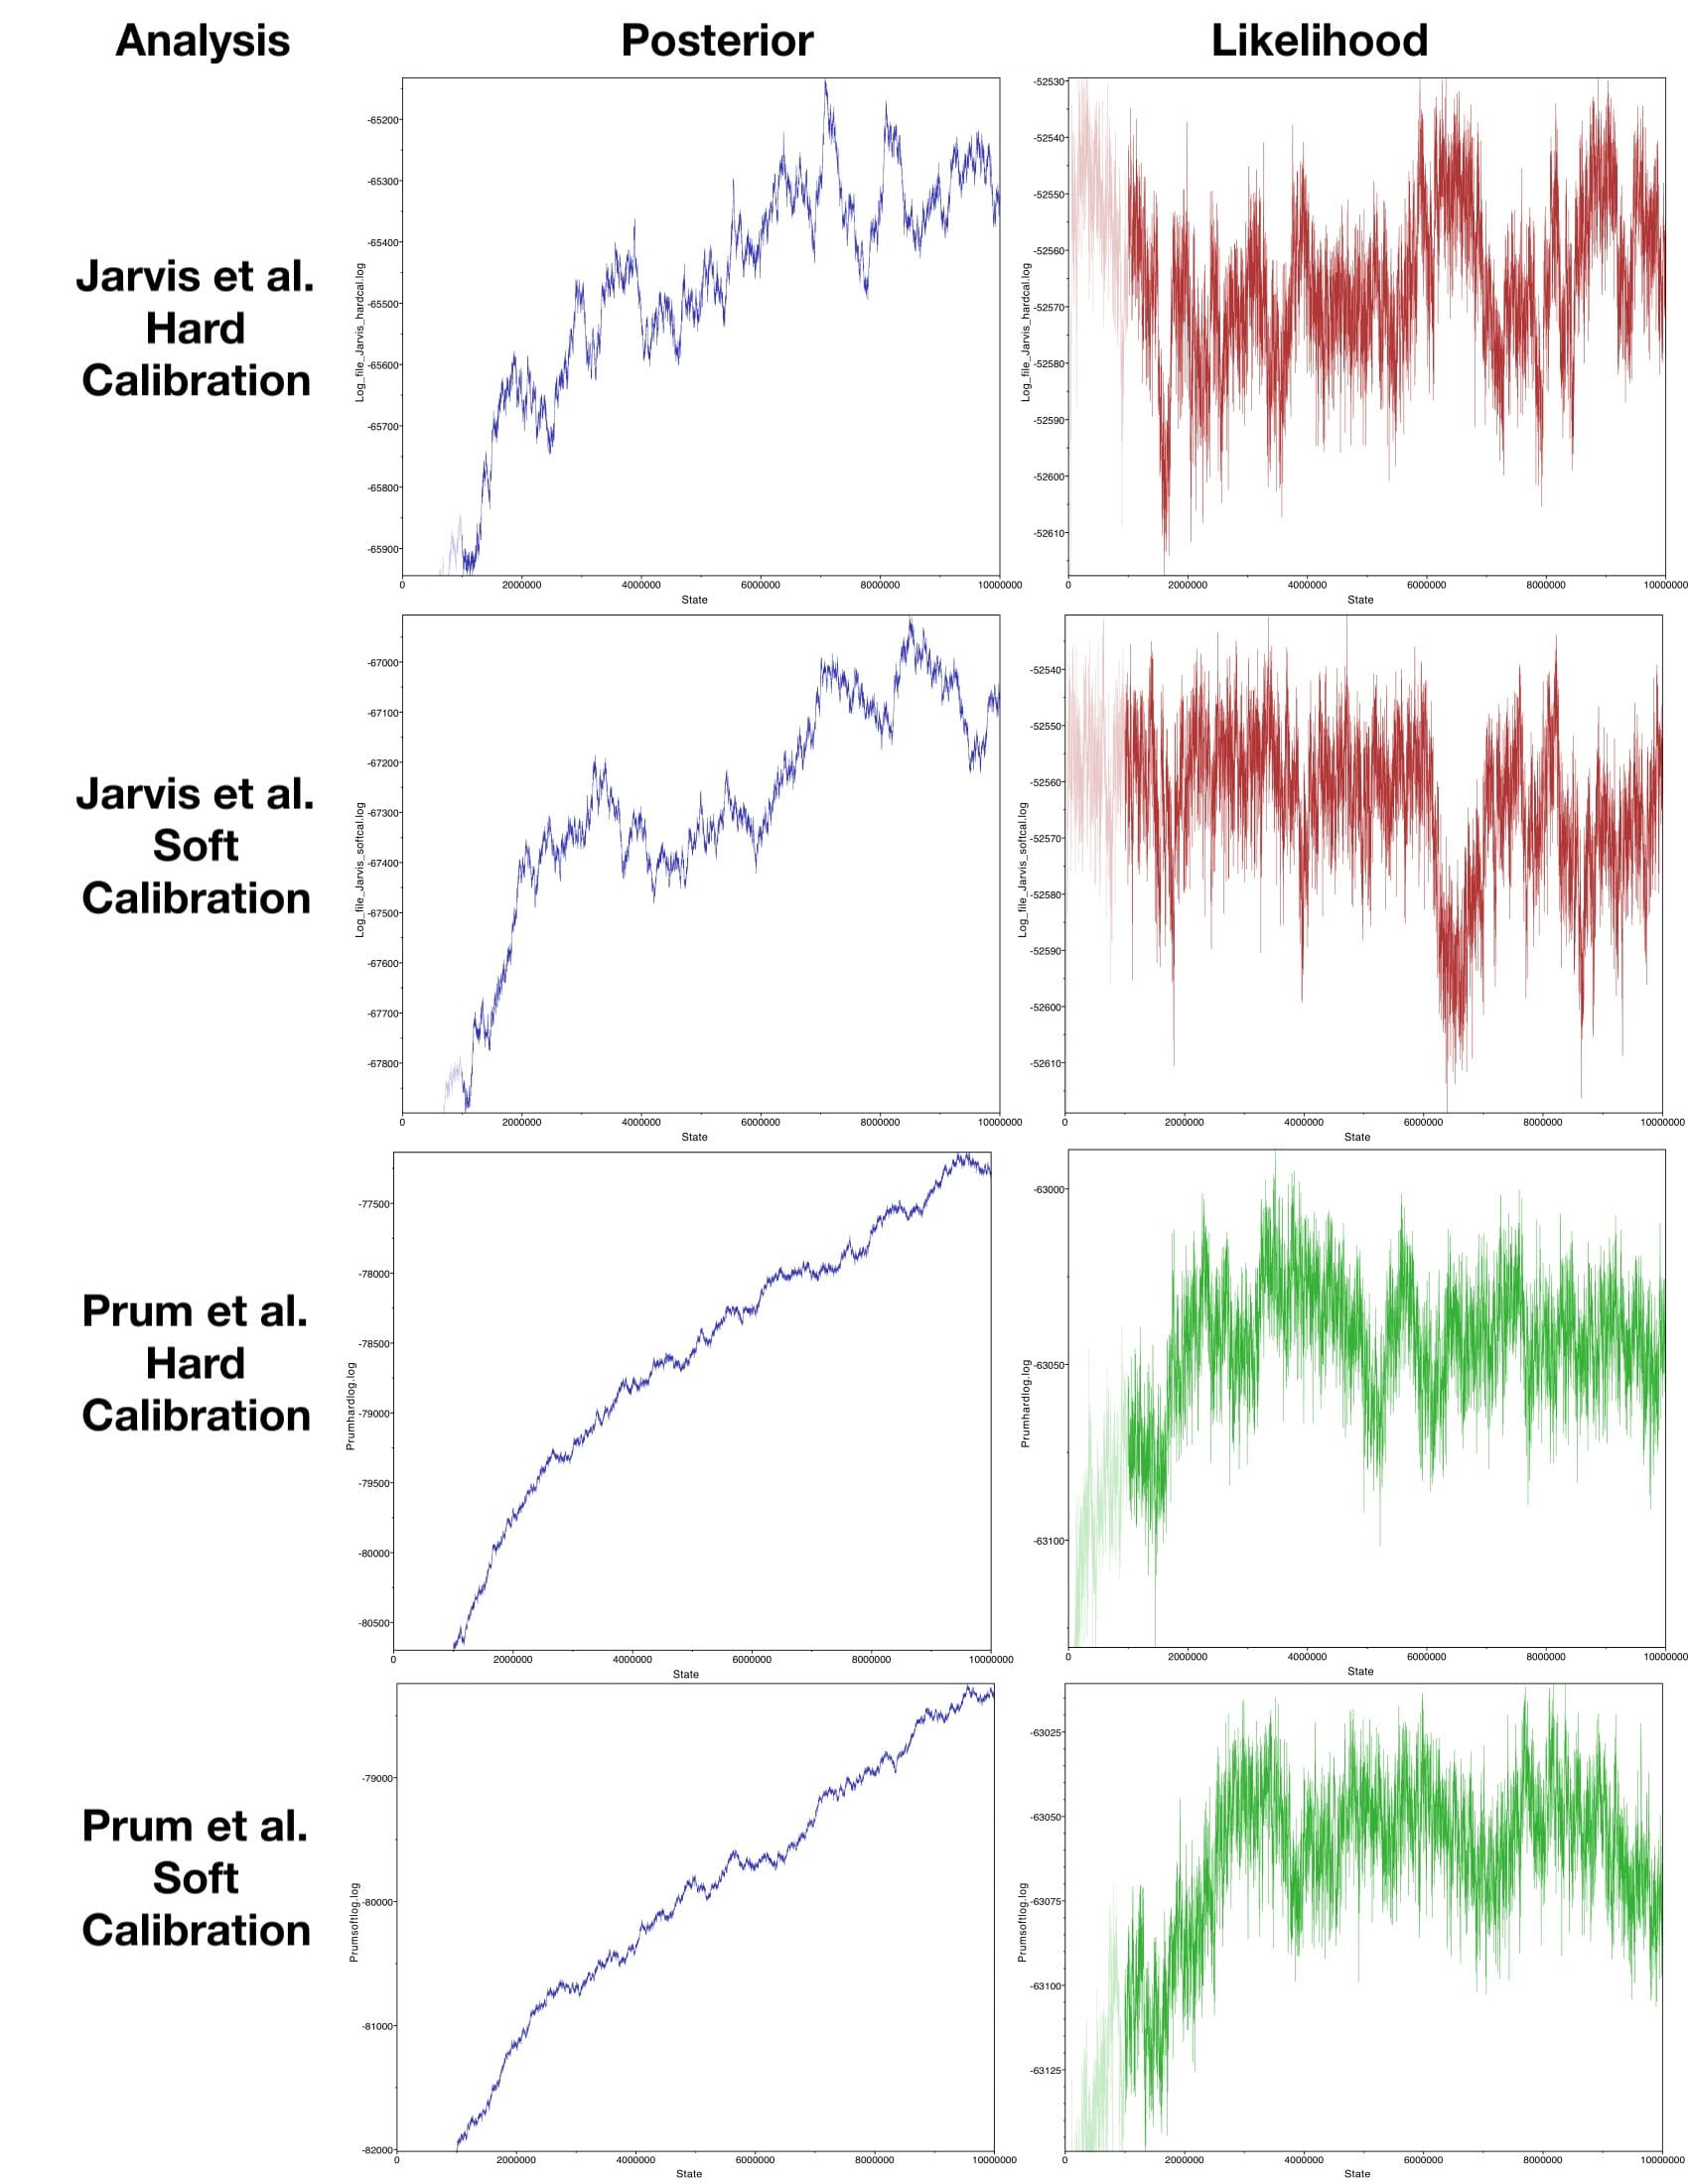 Analysis Posterior Likelihood
Jarvis et al.
Hard
Calibration
Log_file_Jarvis_hardcal.log
-65200
-65300
-65400
-65500
-65600
-65700
-65800
-65900
0 2000000 4000000 6000000 8000000 10000000
State
Log_file_Jarvis_hardcal.log
-52530
-52540
-52550
-52560
-52570
-52580
-52590
-52600
-52610
0 2000000 4000000 6000000 8000000 10000000
State
Jarvis et al.
Soft
Calibration
Log_file_Jarvis_softcal.log
-67000
-67100
-67200
-67300
-67400
-67500
-67600
-67700
-67800
0 2000000 4000000 6000000 8000000 10000000
State
Log_file_Jarvis_softcal.log
-52540
-52550
-52560
-52570
-52580
-52590
-52600
-52610
0 2000000 4000000 6000000 8000000 10000000
State
Prum et al.
Hard
Calibration
Prumhardlog.log
-77500
-78000
-78500
-79000
-79500
-80000
-80500
0 2000000 4000000 6000000 8000000 10000000
State
Prumhardlog.log
-63000
-63050
-63100
0 2000000 4000000 6000000 8000000 10000000
State
Prum et al.
Soft
Calibration
Prumsoftlog.log
-79000
-80000
-81000
-82000
0 2000000 4000000 6000000 8000000 10000000
State
Prumsoftlog.log
-63025
-63050
-63075
-63100
-63125
0 2000000 4000000 6000000 8000000 10000000
State